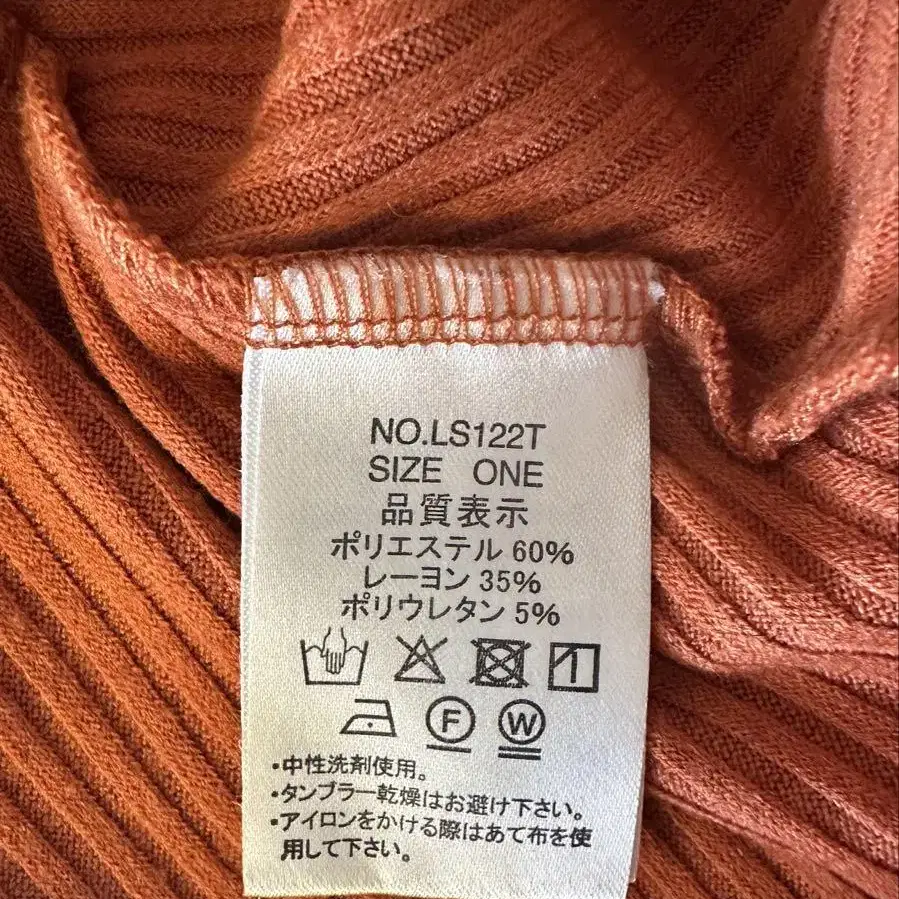 NO.LS122T
SIZE ONE
品質表示
ポリエステル 60%
レーヨン 35%
ポリウレタン 5%
F W
・中性洗剤使用。
・タンブラー乾燥はお避け下さい。
・アイロンをかける際はあて布を使
用して下さい。